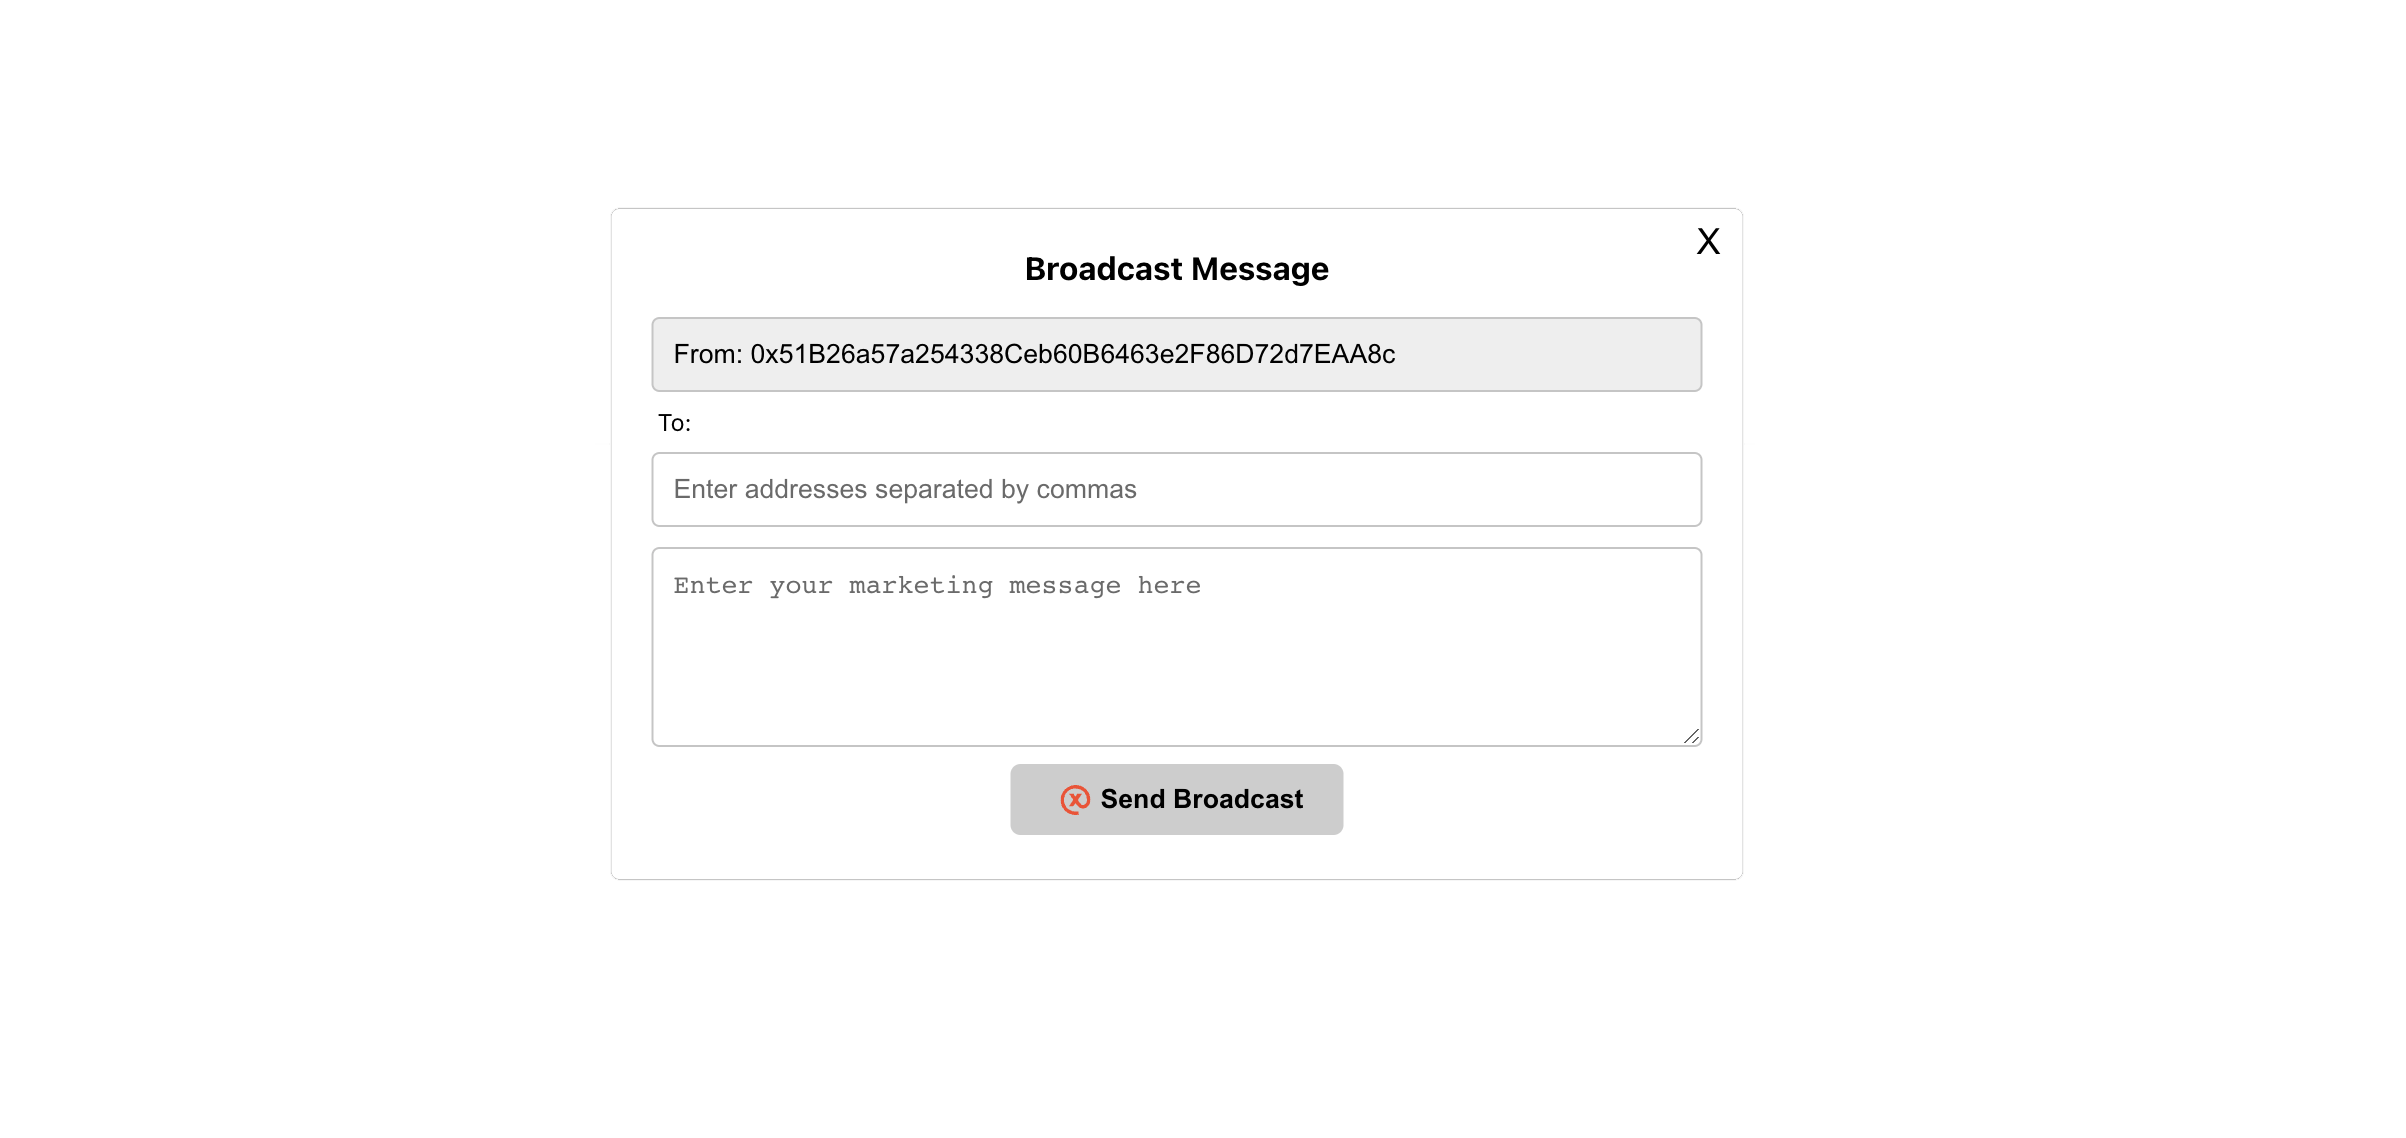 X
Broadcast Message
From: 0x51B26a57a254338Ceb60B6463e2F86D72d7EAA8c
To:
Enter addresses separated by commas
Enter your marketing message here
Send Broadcast